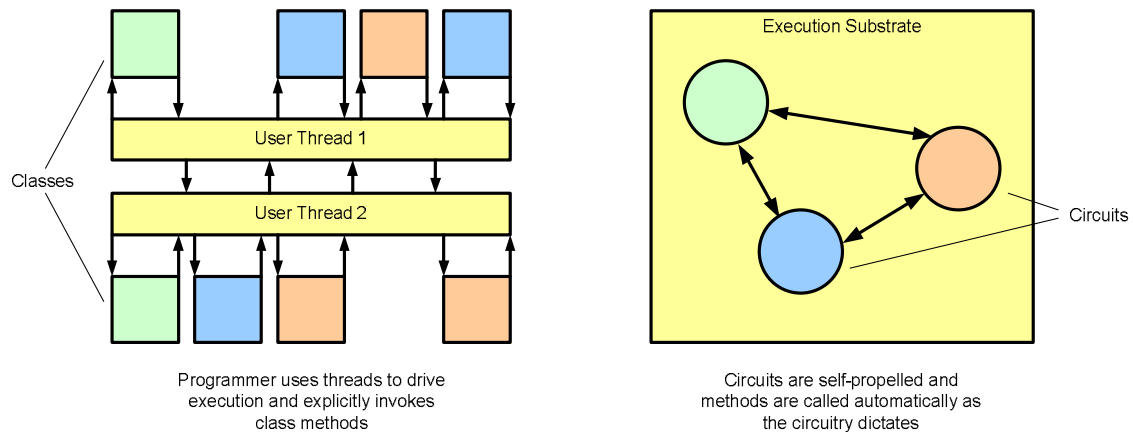 Execution Substrate
User Thread 1
Classes
User Thread 2
Circuits
Programmer uses threads to drive
execution and explicitly invokes
class methods
Circuits are self-propelled and
methods are called automatically as
the circuitry dictates